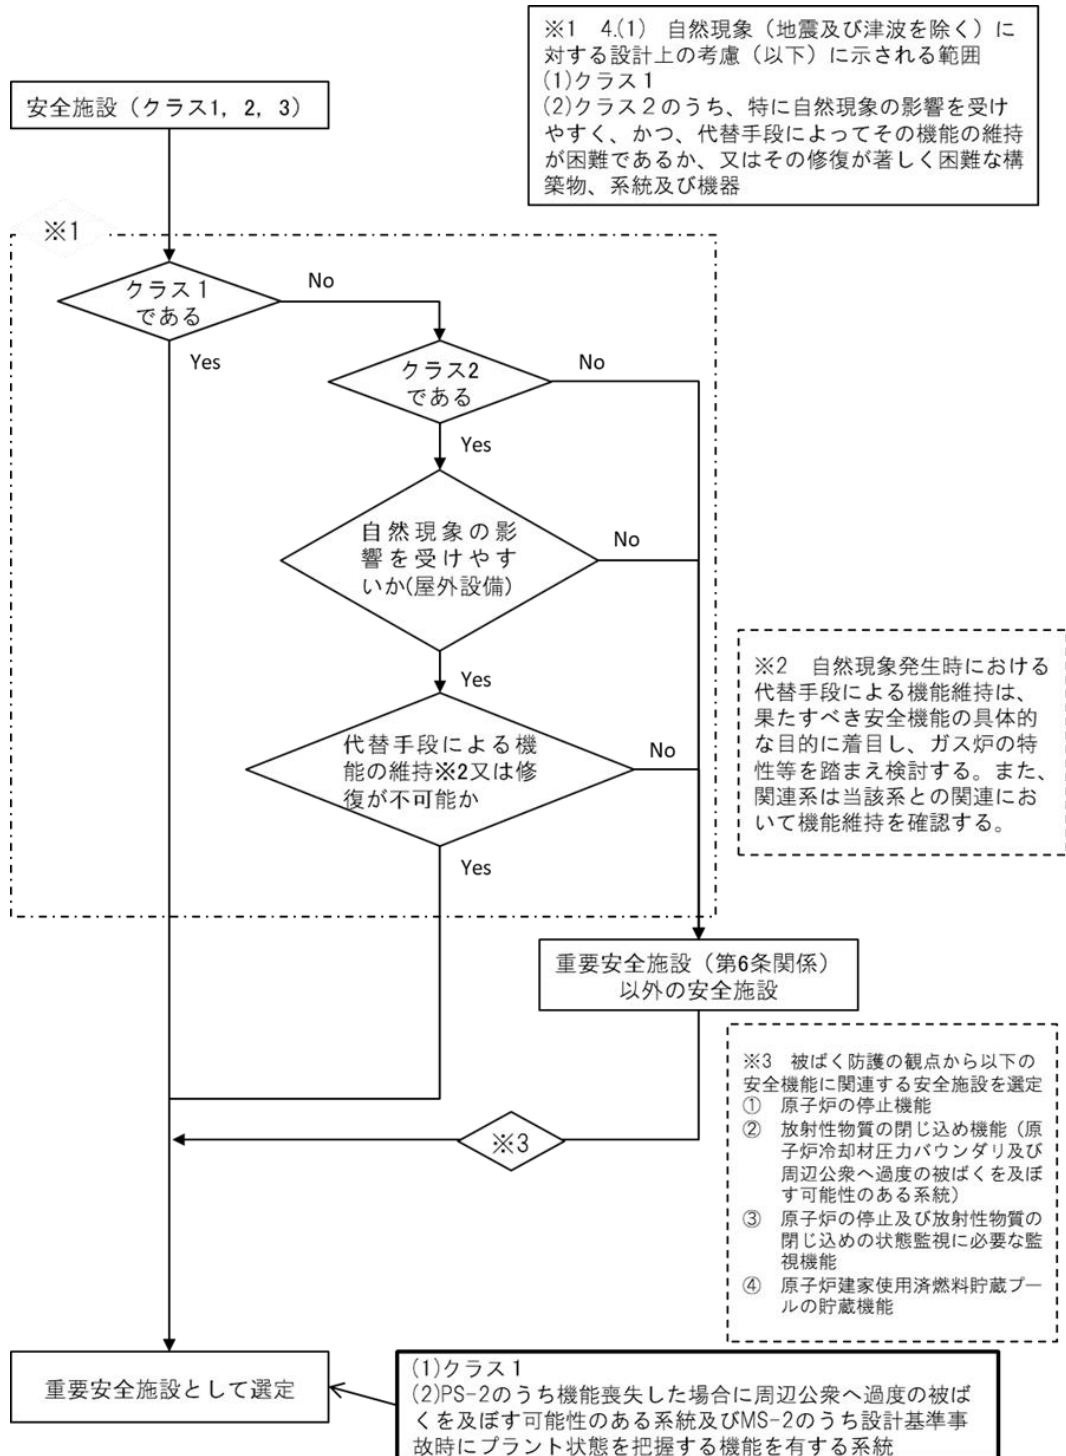 ※1　4.(1)　自然現象（地震及び津波を除く）に
対する設計上の考慮（以下）に示される範囲
(1)クラス1
(2)クラス２のうち、特に自然現象の影響を受け
やすく、かつ、代替手段によってその機能の維持
が困難であるか、又はその修復が著しく困難な構
築物、系統及び機器
安全施設（クラス1，2，3）
※1
クラス1
である
No
Yes
クラス2
である
No
Yes
自然現象の影
響を受けやす
いか(屋外設備)
No
Yes
代替手段による機
能の維持※2又は修
復が不可能か
No
Yes
※2　自然現象発生時における
代替手段による機能維持は、
果たすべき安全機能の具体的
な目的に着目し、ガス炉の特
性等を踏まえ検討する。また、
関連系は当該系との関連にお
いて機能維持を確認する。
重要安全施設（第6条関係）
以外の安全施設
※3　被ばく防護の観点から以下の
安全機能に関連する安全施設を選定
①　原子炉の停止機能
②　放射性物質の閉じ込め機能（原
子炉冷却材圧力バウンダリ及び
周辺公衆へ過度の被ばくを及ぼ
す可能性のある系統）
③　原子炉の停止及び放射性物質の
閉じ込めの状態監視に必要な監
視機能
④　原子炉建家使用済燃料貯蔵プー
ルの貯蔵機能
※3
重要安全施設として選定
(1)クラス1
(2)PS-2のうち機能喪失した場合に周辺公衆へ過度の被ば
くを及ぼす可能性のある系統及びMS-2のうち設計基準事
故時にプラント状態を把握する機能を有する系統